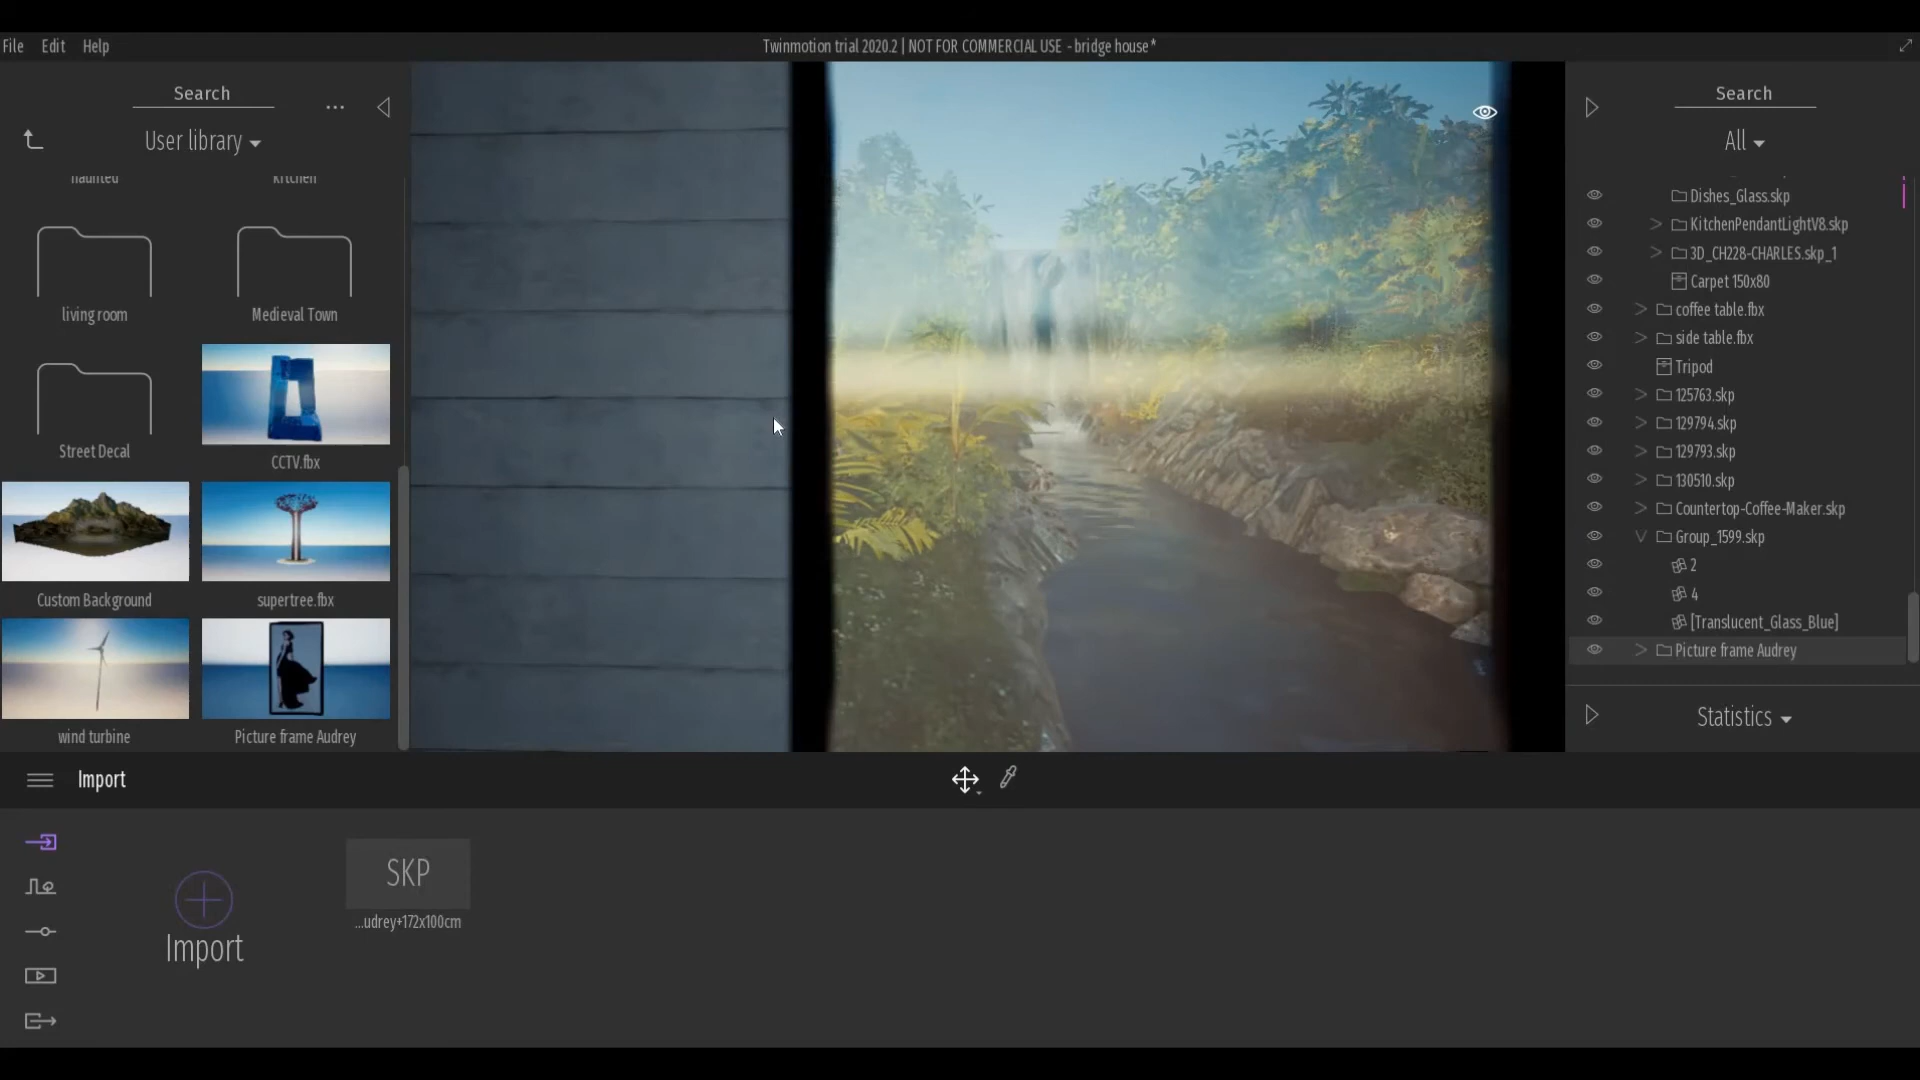 File Edit Help
Twinmotion trial 2020.2 | NOT FOR COMMERCIAL USE - bridge house*
Search
...
User library
haunted
kitchen
living room
Medieval Town
Street Decal
CCTV.fbx
Custom Background
supertree.fbx
wind turbine
Picture frame Audrey
Search
All
Dishes_Glass.skp
KitchenPendantLightV8.skp
3D_CH228-CHARLES.skp_1
Carpet 150x80
coffee table.fbx
side table.fbx
Tripod
125763.skp
129794.skp
129793.skp
130510.skp
Countertop-Coffee-Maker.skp
Group_1599.skp
2
4
[Translucent_Glass_Blue]
Picture frame Audrey
Statistics
Import
Import
SKP
...udrey+172x100cm